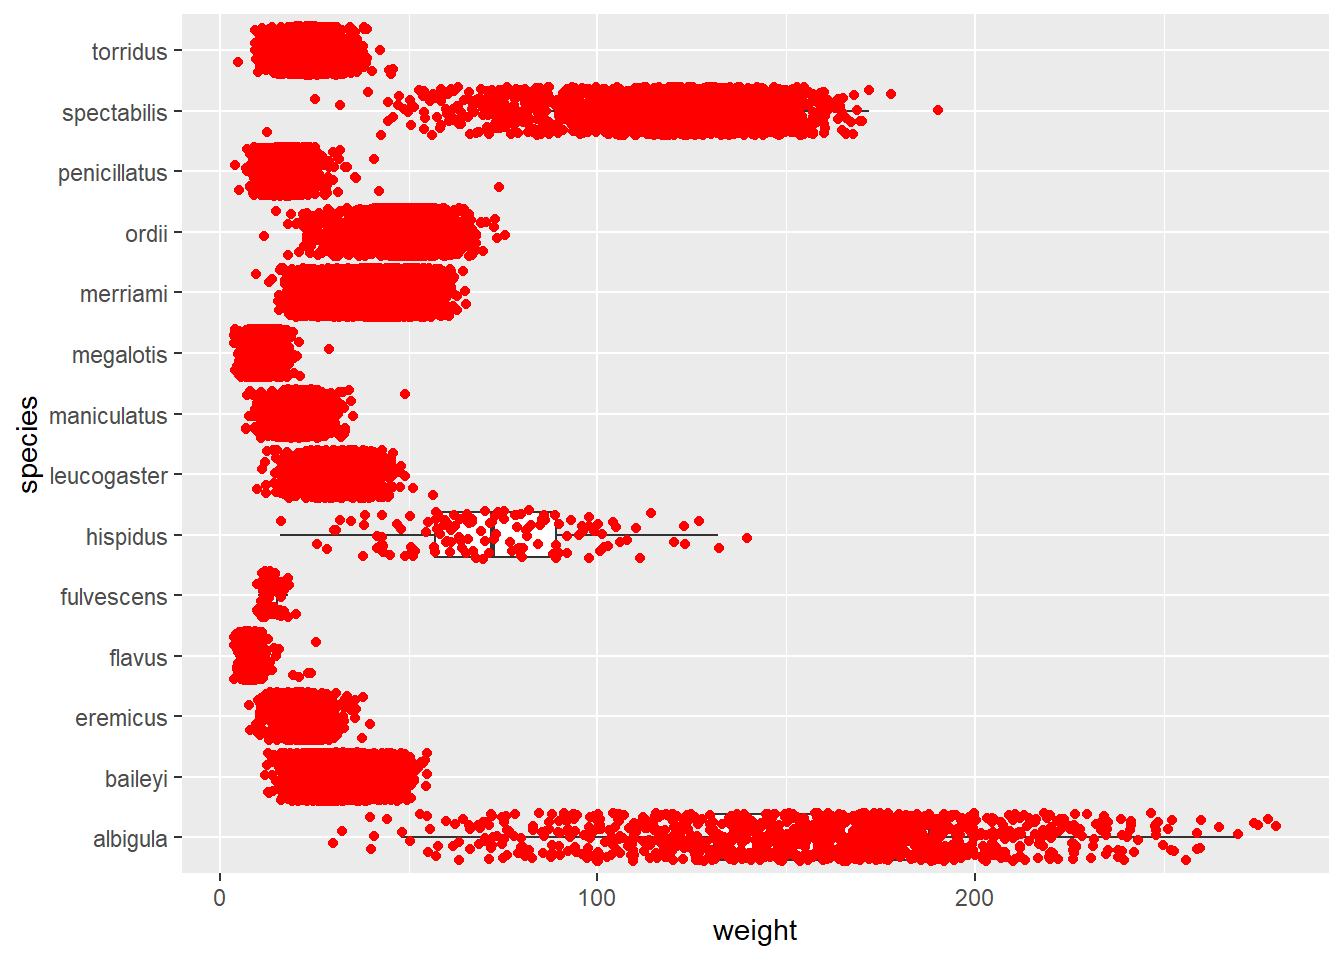 torridus
spectabilis
penicillatus
ordii
merriami
megalotis
maniculatus
leucogaster
hispidus
fulvescens
flavus
eremicus
baileyi
albigula
species
0 100 200
weight